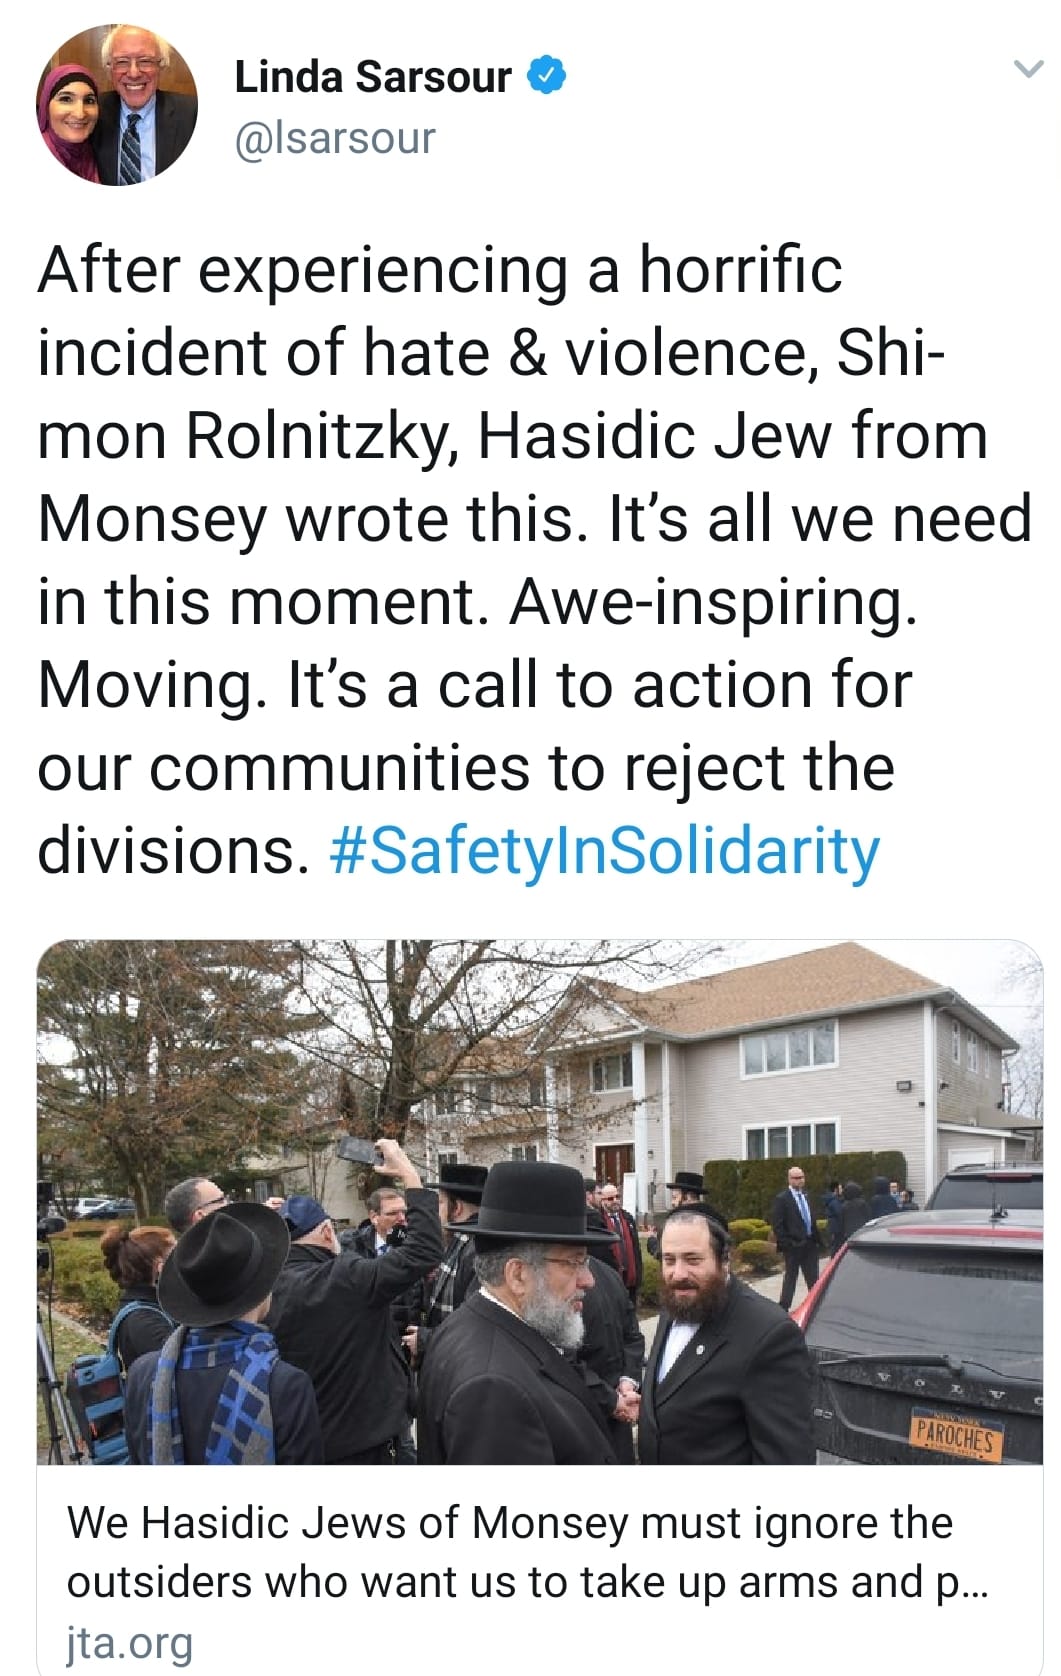 Linda Sarsour
@lsarsour
After experiencing a horrific
incident of hate & violence, Shi-
mon Rolnitzky, Hasidic Jew from
Monsey wrote this. It’s all we need
in this moment. Awe-inspiring.
Moving. It’s a call to action for
our communities to reject the
divisions. #SafetyInSolidarity
VOLVO
NEW YORK
PAROCHES
We Hasidic Jews of Monsey must ignore the
outsiders who want us to take up arms and p...
jta.org